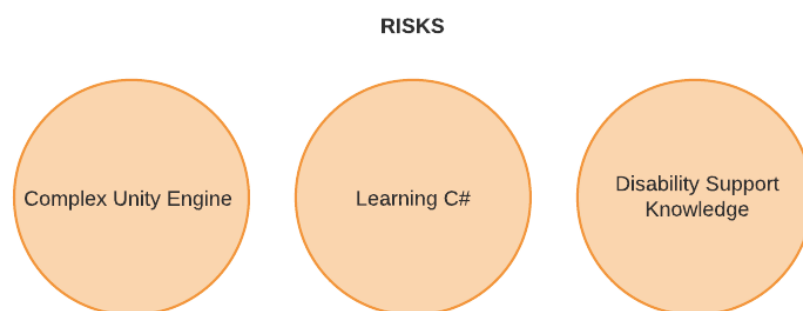 RISKS
Complex Unity Engine
Learning C#
Disability Support
Knowledge